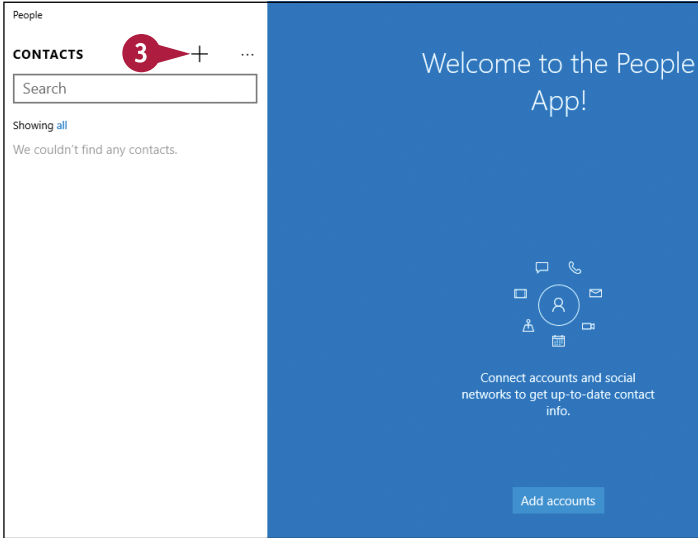 People
CONTACTS 3 + ...
Search
Showing all
We couldn't find any contacts.
Welcome to the People
App!
Connect accounts and social
networks to get up-to-date contact
info.
Add accounts